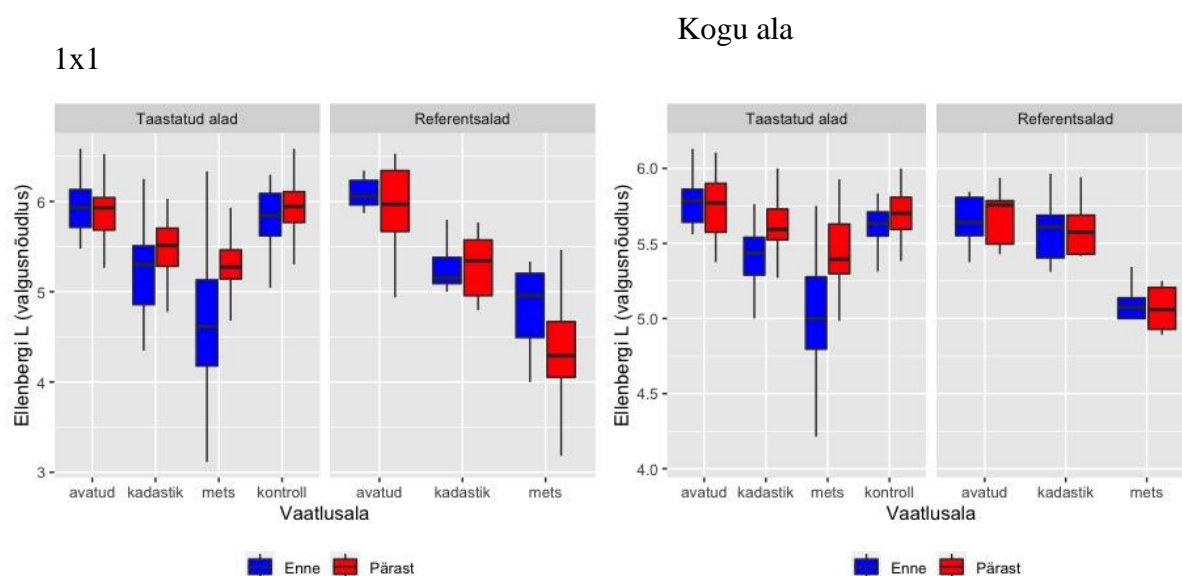 Kogu ala
1x1
Taastatud alad
Referentsalad
Ellenbergi L (valgusnõudlus)
6
5
4
3
avatud kadastik mets kontroll
avatud kadastik mets
Vaatlusala
Enne Pärast
Taastatud alad
Referentsalad
Ellenbergi L (valgusnõudlus)
6.0
5.5
5.0
4.5
4.0
avatud kadastik mets kontroll
avatud kadastik mets
Vaatlusala
Enne Pärast